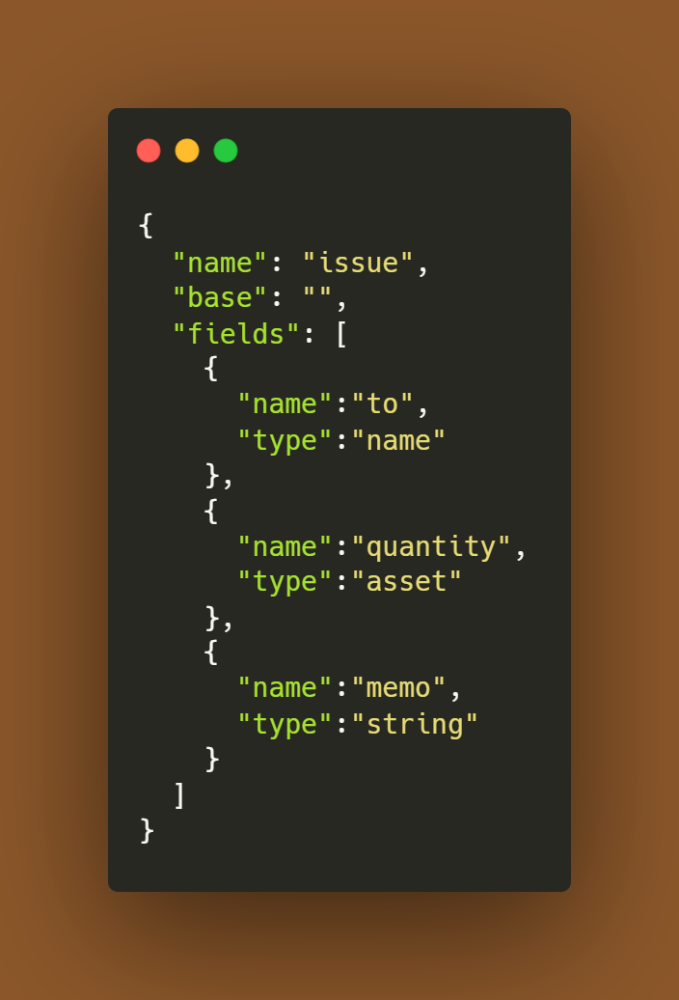 {
  "name": "issue",
  "base": "",
  "fields": [
    {
      "name":"to",
      "type":"name"
    },
    {
      "name":"quantity",
      "type":"asset"
    },
    {
      "name":"memo",
      "type":"string"
    }
  ]
}